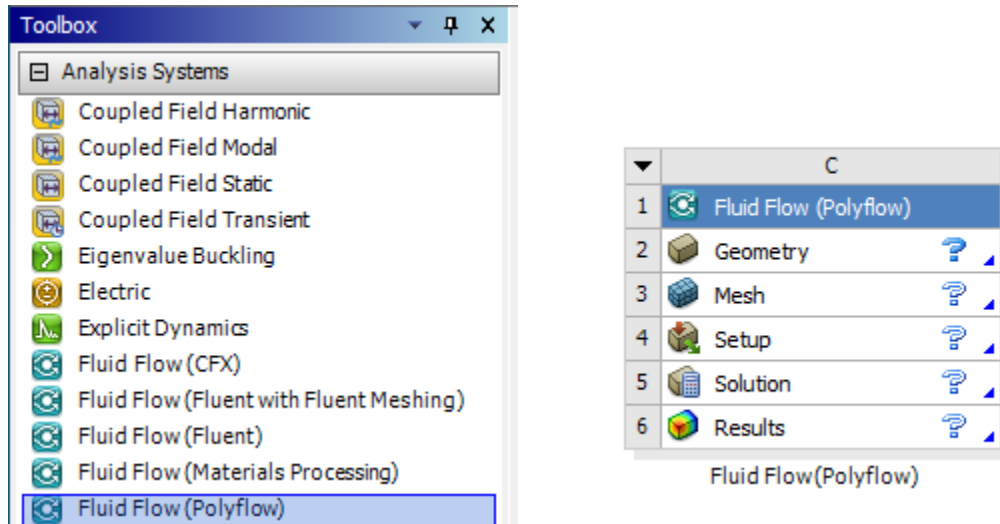 Toolbox
Analysis Systems
Coupled Field Harmonic
Coupled Field Modal
Coupled Field Static
Coupled Field Transient
Eigenvalue Buckling
Electric
Explicit Dynamics
Fluid Flow (CFX)
Fluid Flow (Fluent with Fluent Meshing)
Fluid Flow (Fluent)
Fluid Flow (Materials Processing)
Fluid Flow (Polyflow)
C
1 Fluid Flow (Polyflow)
2 Geometry ?
3 Mesh ?
4 Setup ?
5 Solution ?
6 Results ?
Fluid Flow(Polyflow)